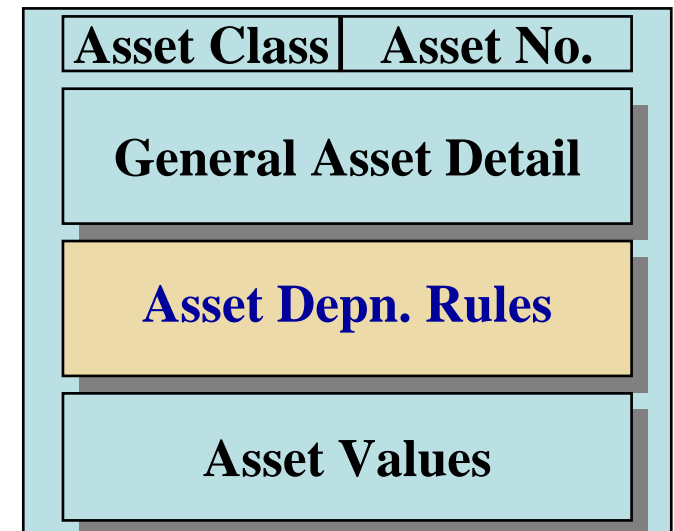 Asset Class Asset No.
General Asset Detail
Asset Depn. Rules
Asset Values